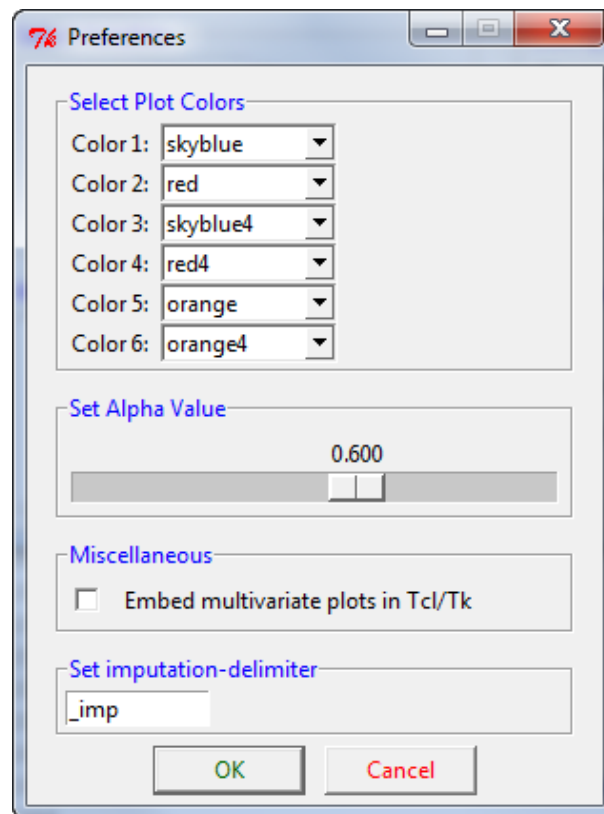 Preferences
Select Plot Colors
Color 1: skyblue
Color 2: red
Color 3: skyblue4
Color 4: red4
Color 5: orange
Color 6: orange4
Set Alpha Value
0.600
Miscellaneous
Embed multivariate plots in Tcl/Tk
Set imputation-delimiter
_imp
OK Cancel